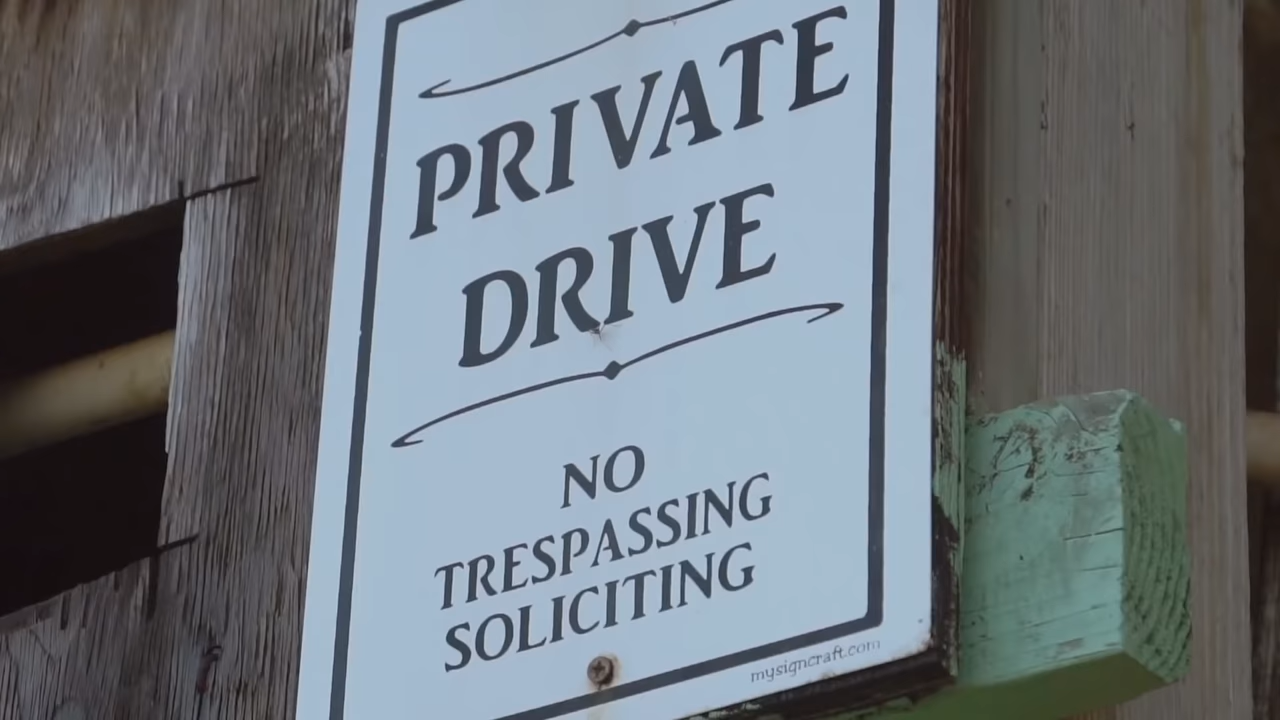 PRIVATE
DRIVE
NO
TRESPASSING
SOLICITING
mysigncraft.com